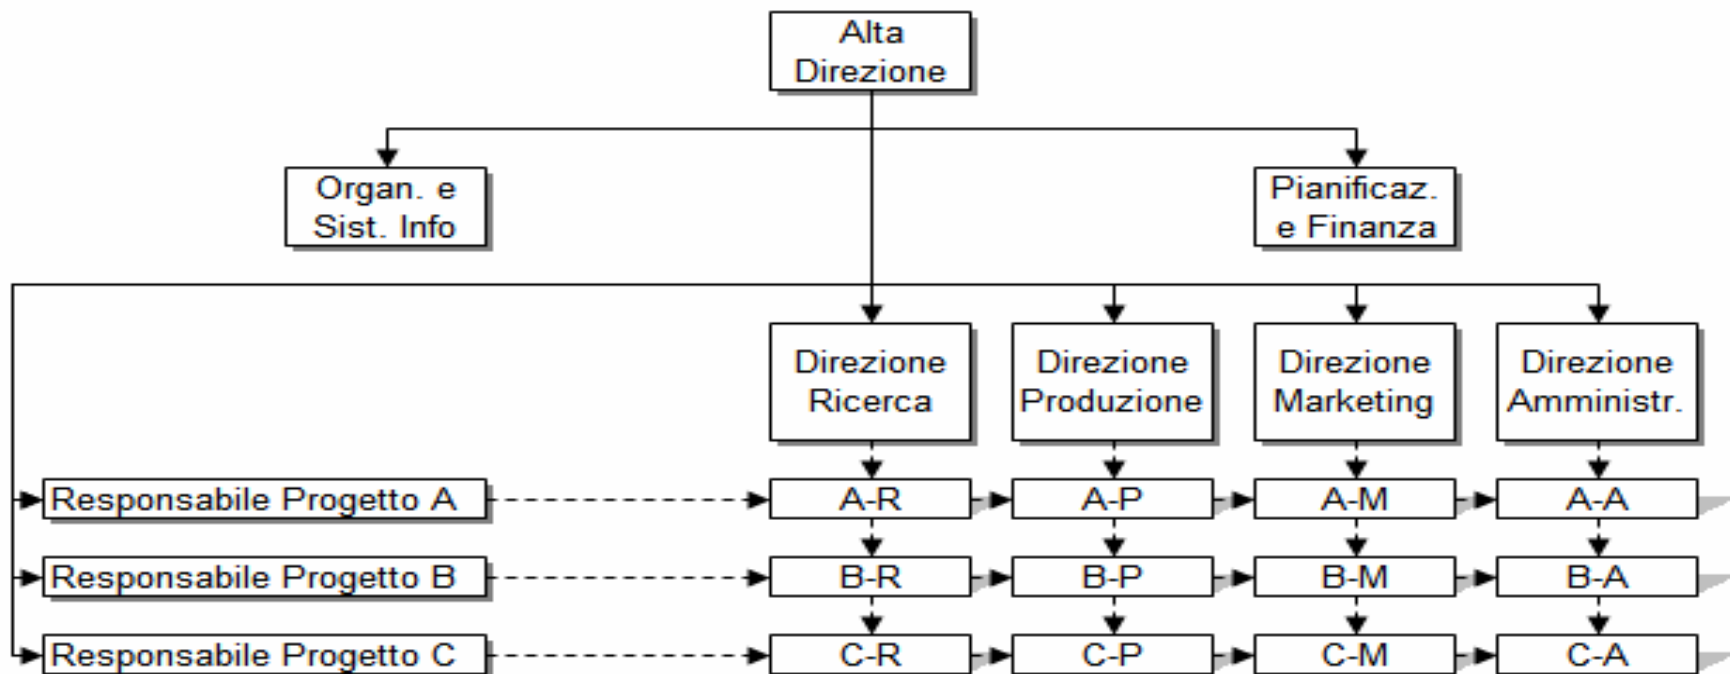 Alta
Direzione
Organ. e
Sist. Info
Pianificaz.
e Finanza
Direzione
Ricerca
Direzione
Produzione
Direzione
Marketing
Direzione
Amministr.
Responsabile Progetto A
A-R
A-P
A-M
A-A
Responsabile Progetto B
B-R
B-P
B-M
B-A
Responsabile Progetto C
C-R
C-P
C-M
C-A